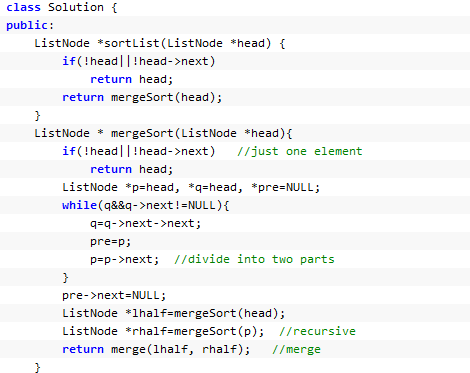 class Solution {
public:
    ListNode *sortList(ListNode *head) {
        if(!head||!head->next)
            return head;
        return mergeSort(head);
    }
    ListNode * mergeSort(ListNode *head){
        if(!head||!head->next)   //just one element
            return head;
        ListNode *p=head, *q=head, *pre=NULL;
        while(q&&q->next!=NULL){
            q=q->next->next;
            pre=p;
            p=p->next;  //divide into two parts
        }
        pre->next=NULL;
        ListNode *lhalf=mergeSort(head);
        ListNode *rhalf=mergeSort(p);  //recursive
        return merge(lhalf, rhalf);   //merge
    }